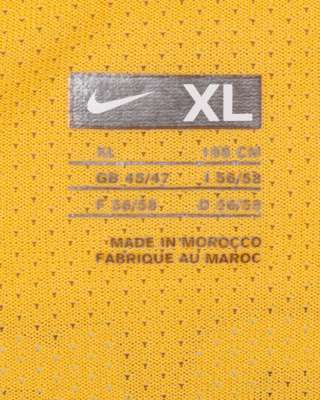 XL
XL 188 CM
GB 45/47 I 56/58
F 56/58 D 56/58
MADE IN MOROCCO
FABRIQUE AU MAROC